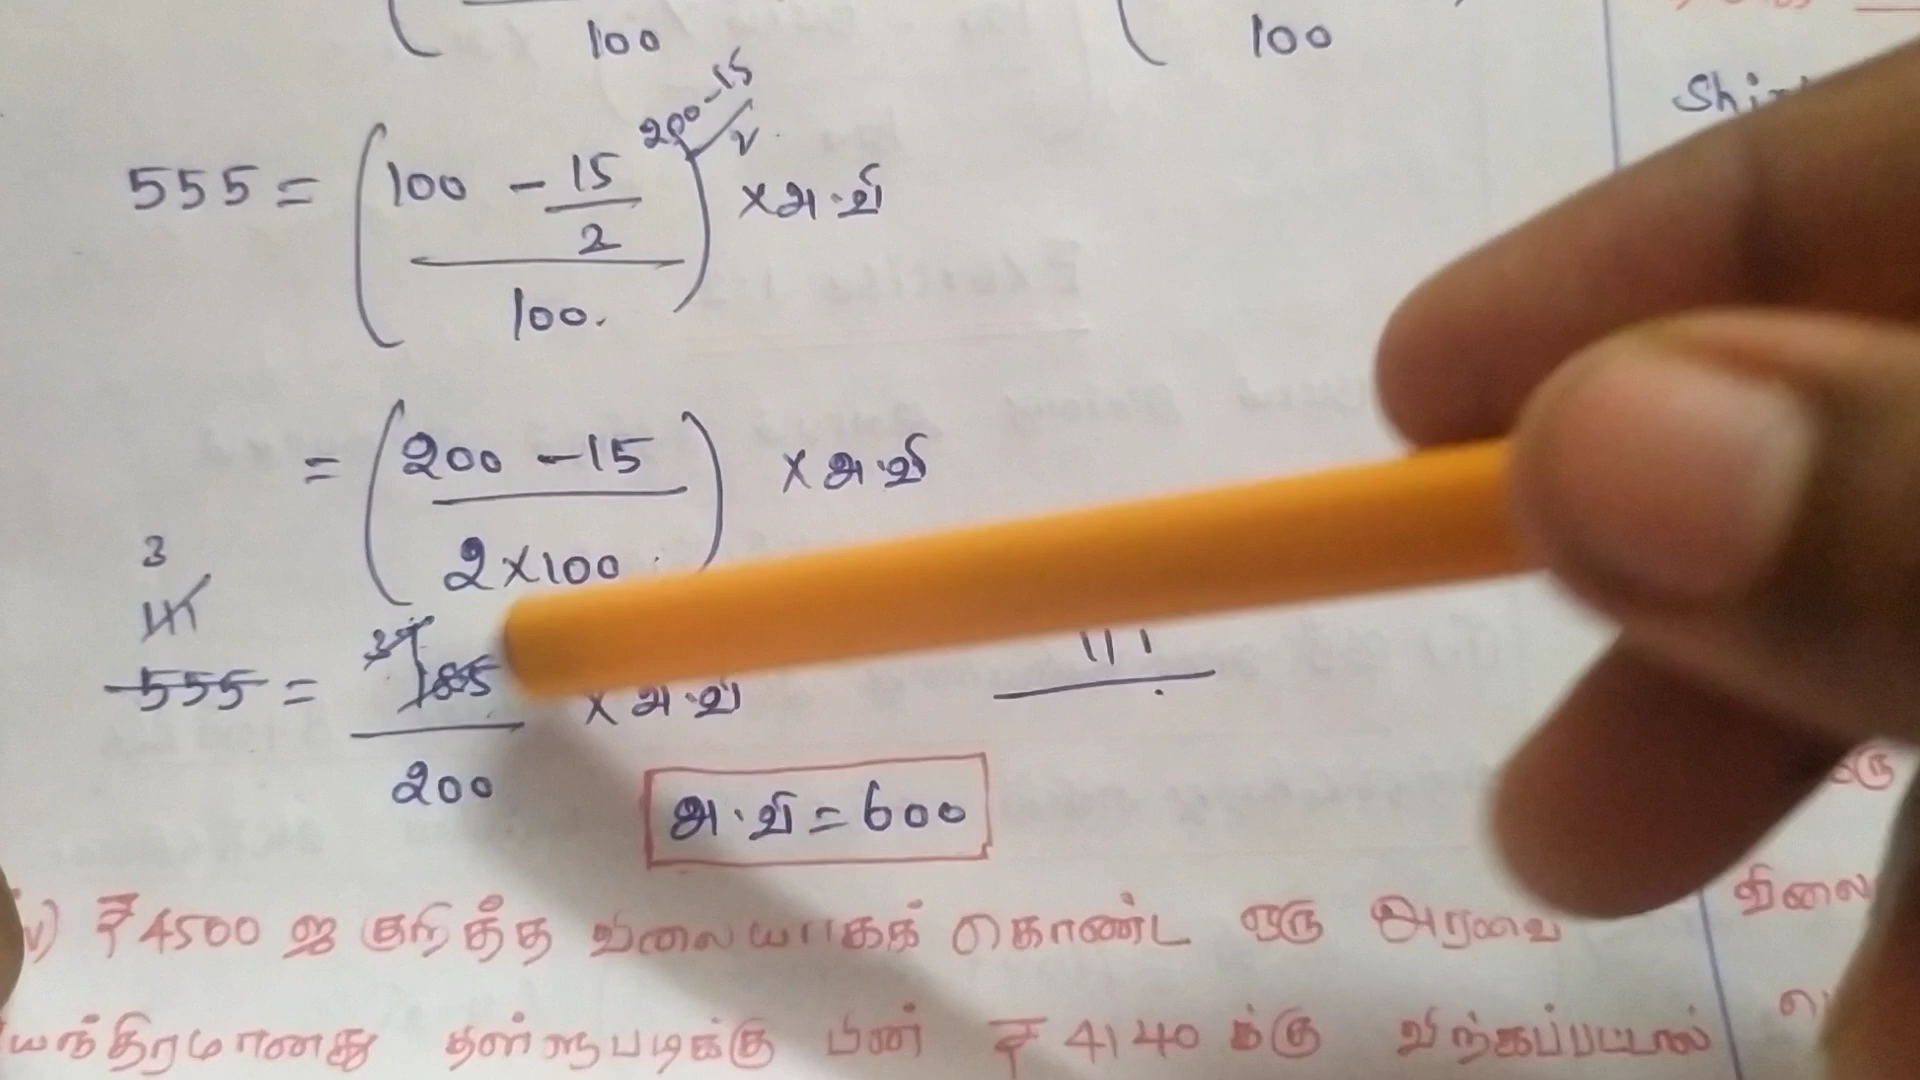 100
100
200-15
2
555 = (100 - 15/2 / 100) × அ.வி
Shirt
= (200 - 15 / 2×100) × அ.வி
3
111
37
555 = 185/200 × அ.வி
111
அ.வி = 600
₹4500 ஐ குறித்த விலையாகக் கொண்ட ஒரு அரவை
யந்திரமானது தள்ளுபடிக்கு பின் ₹4140 க்கு விற்கப்பட்டால்
விலை